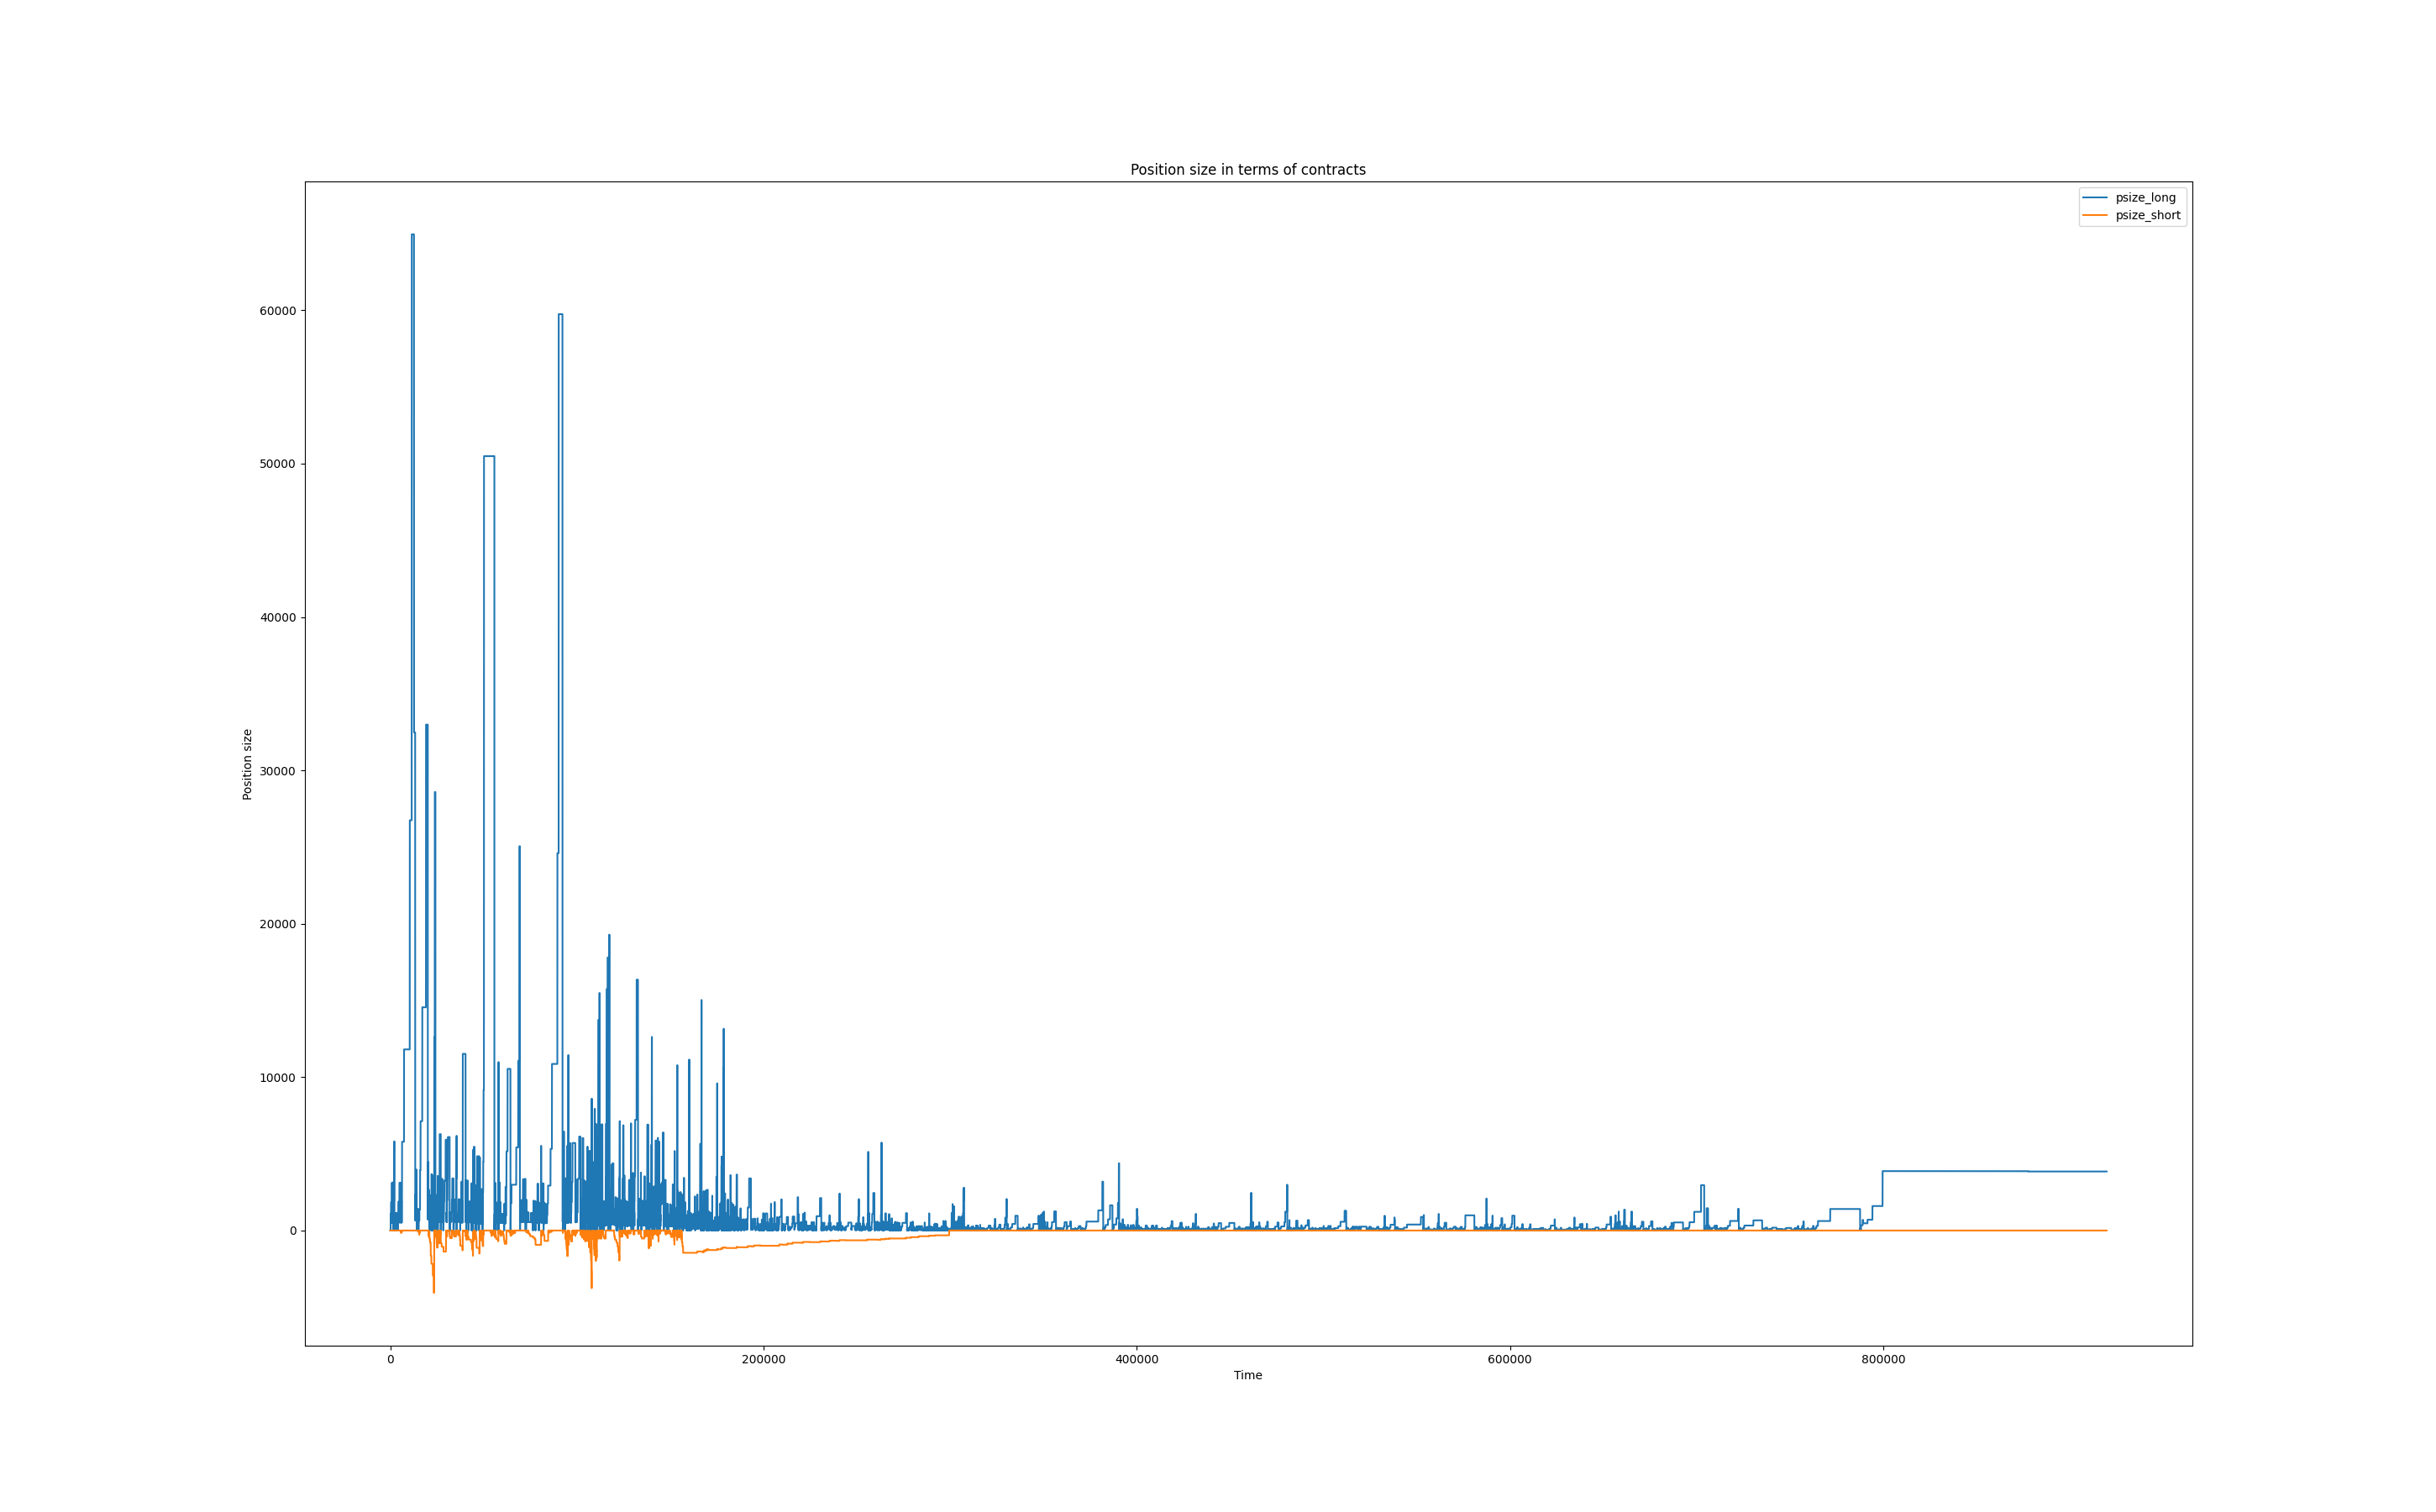 Position size in terms of contracts
psize_long
psize_short
60000
50000
40000
30000
20000
10000
0
Position size
0
200000
400000
600000
800000
Time